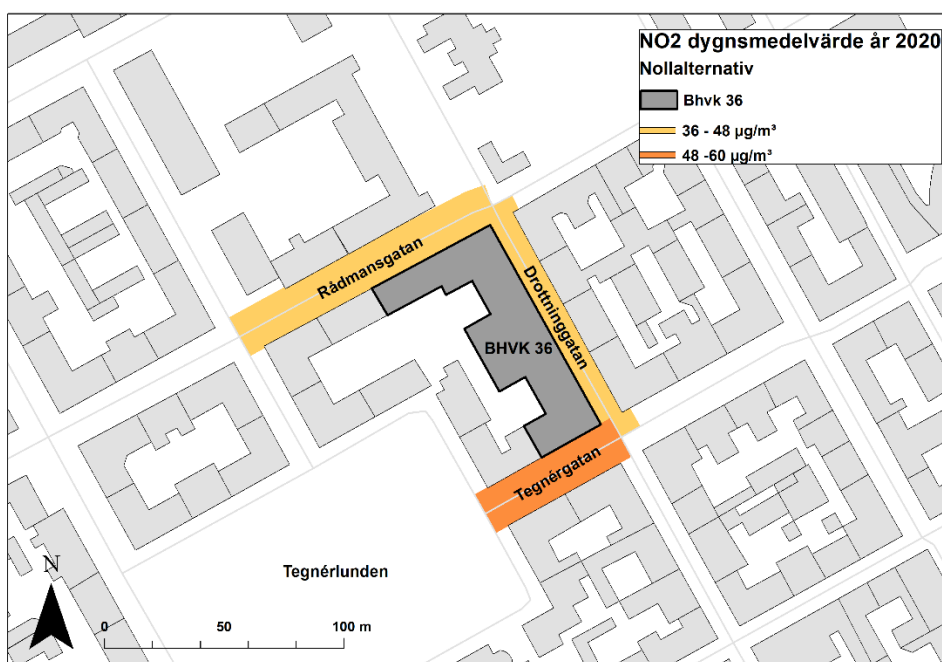 NO2 dygnsmedelvärde år 2020
Nollalternativ
Bhvk 36
36 - 48 µg/m³
48 -60 µg/m³
Rådmansgatan
Drottninggatan
BHVK 36
Tegnérgatan
Tegnérlunden
N
0 50 100 m